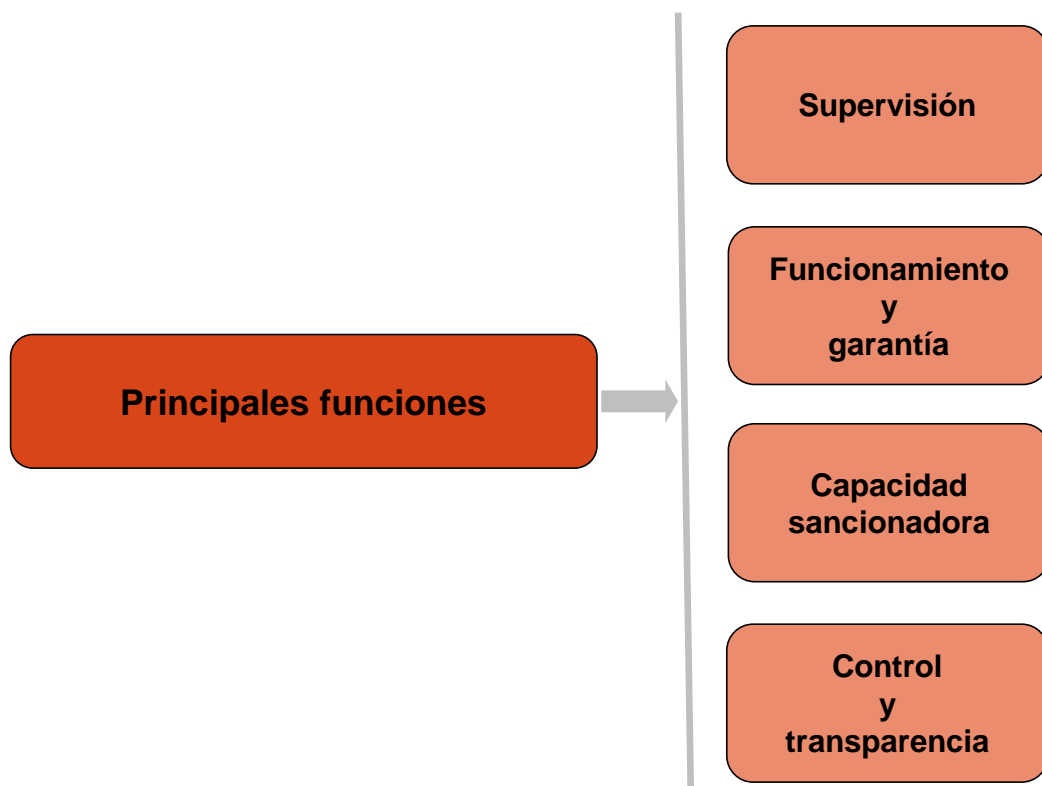 Supervisión
Funcionamiento
y
garantía
Principales funciones
Capacidad
sancionadora
Control
y
transparencia